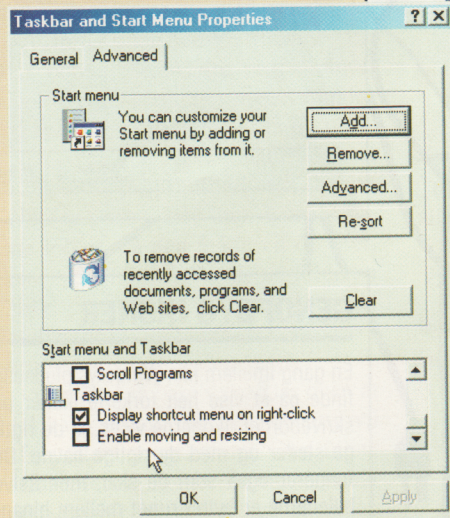 Taskbar and Start Menu Properties
General Advanced
Start menu
You can customize your
Start menu by adding or
removing items from it.
Add...
Remove...
Advanced...
Re-sort
To remove records of
recently accessed
documents, programs, and
Web sites, click Clear.
Clear
Start menu and Taskbar
Scroll Programs
Taskbar
Display shortcut menu on right-click
Enable moving and resizing
OK Cancel Apply